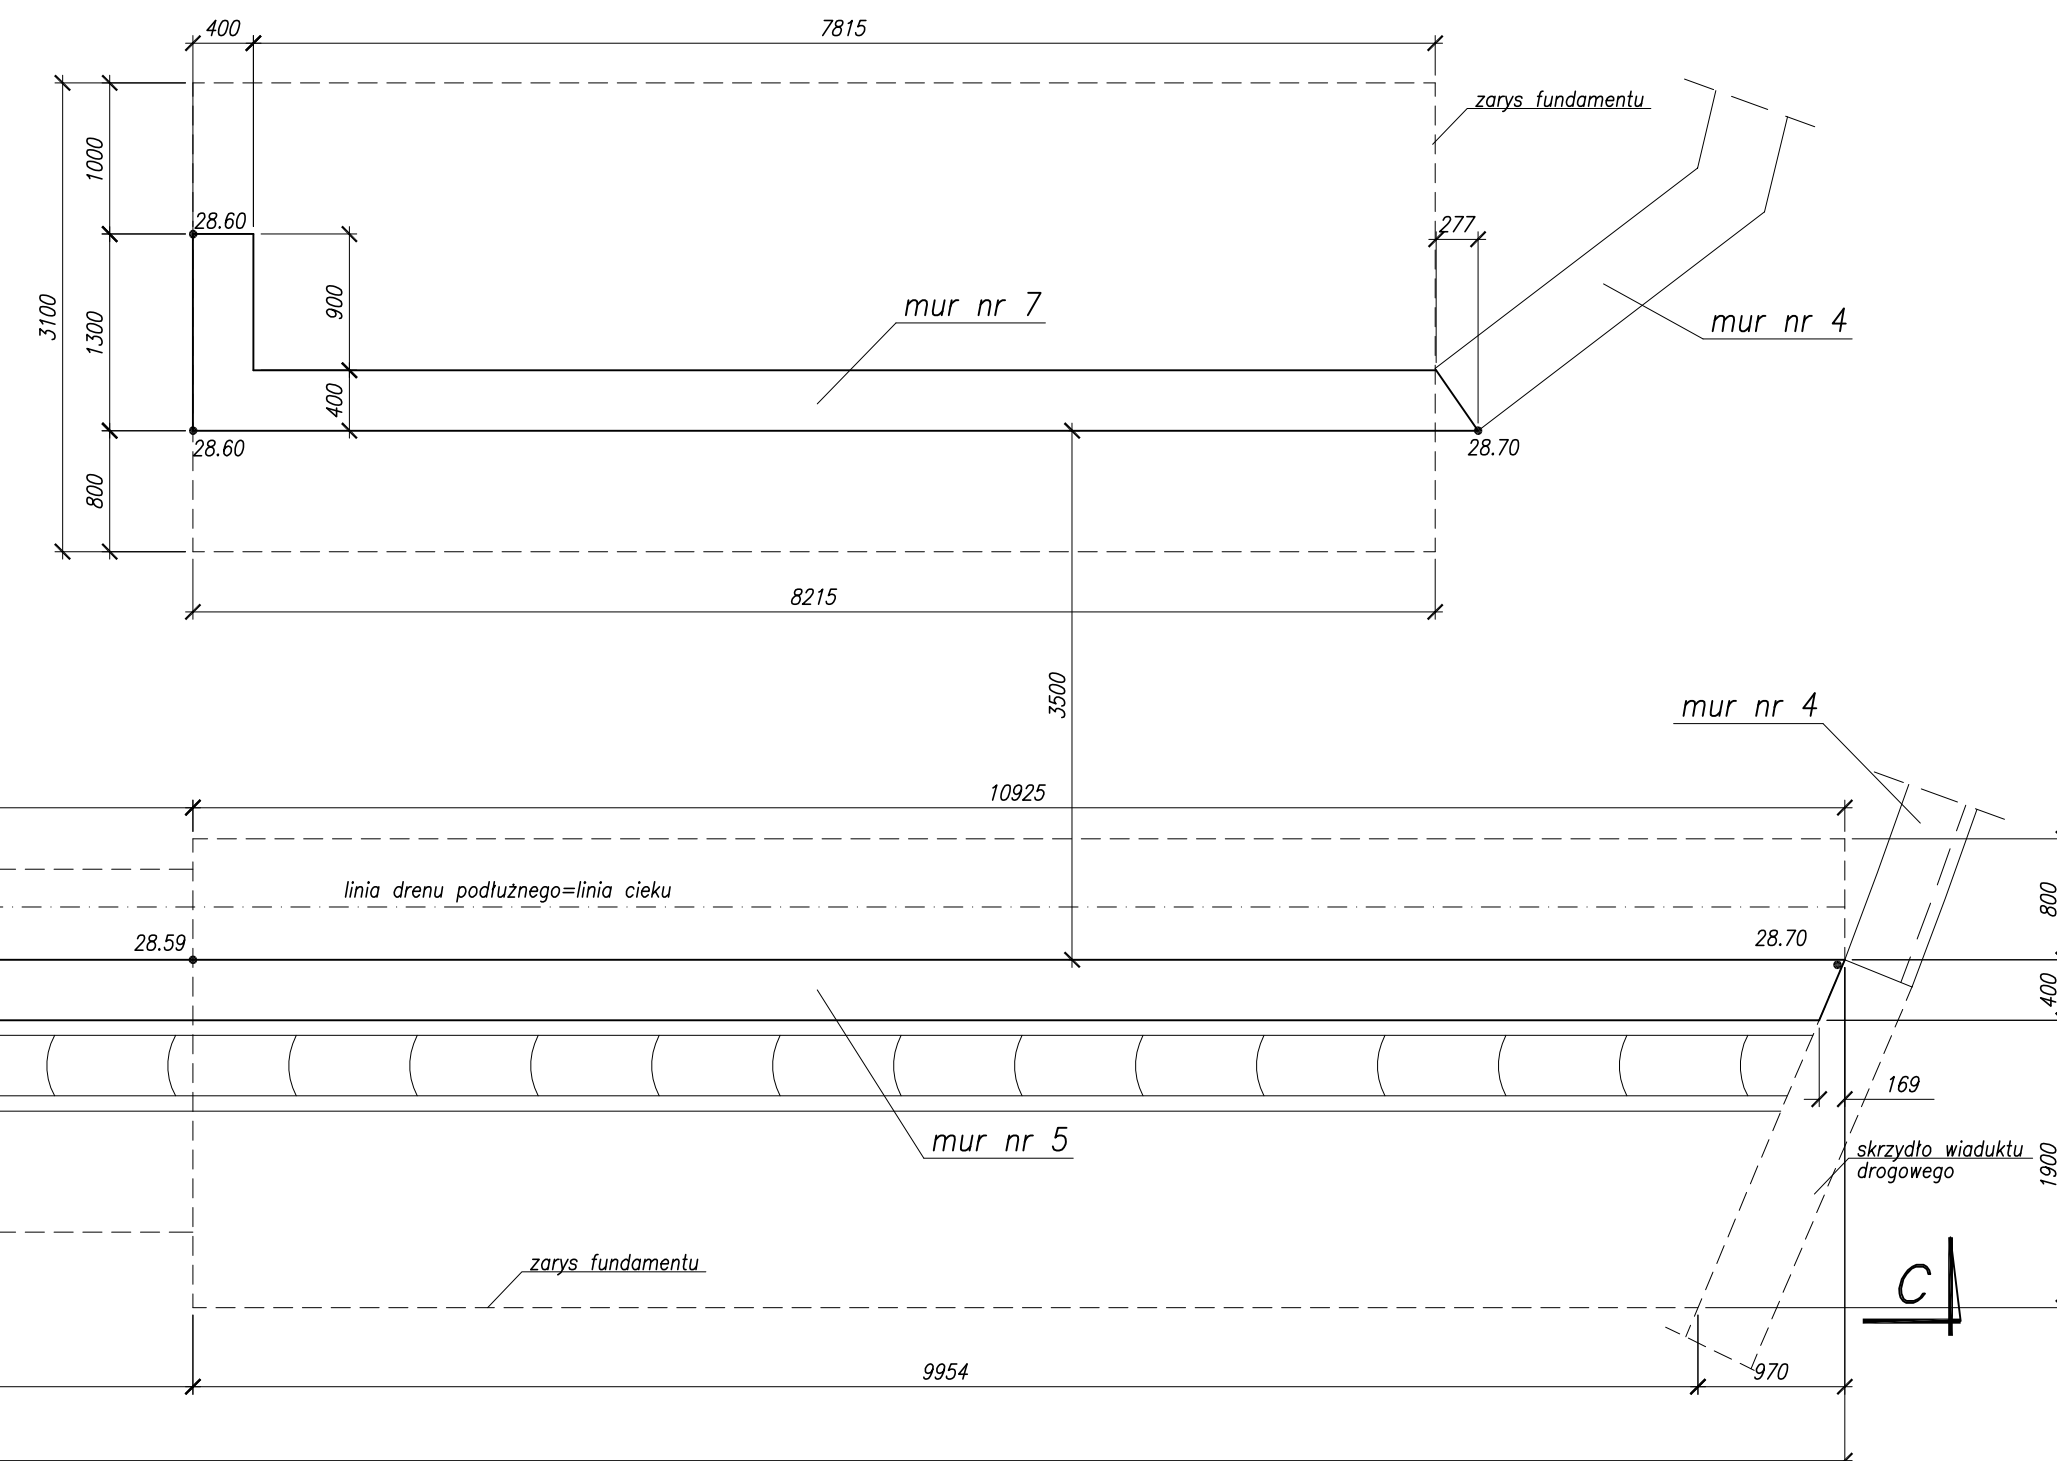 400
7815
zarys fundamentu
1000
28.60
277
3100
1300
900
mur nr 7
mur nr 4
400
28.60
28.70
800
8215
3500
mur nr 4
10925
linia drenu podłużnego=linia cieku
800
28.59
28.70
400
169
mur nr 5
skrzydło wiaduktu
drogowego
1900
zarys fundamentu
C
9954
970